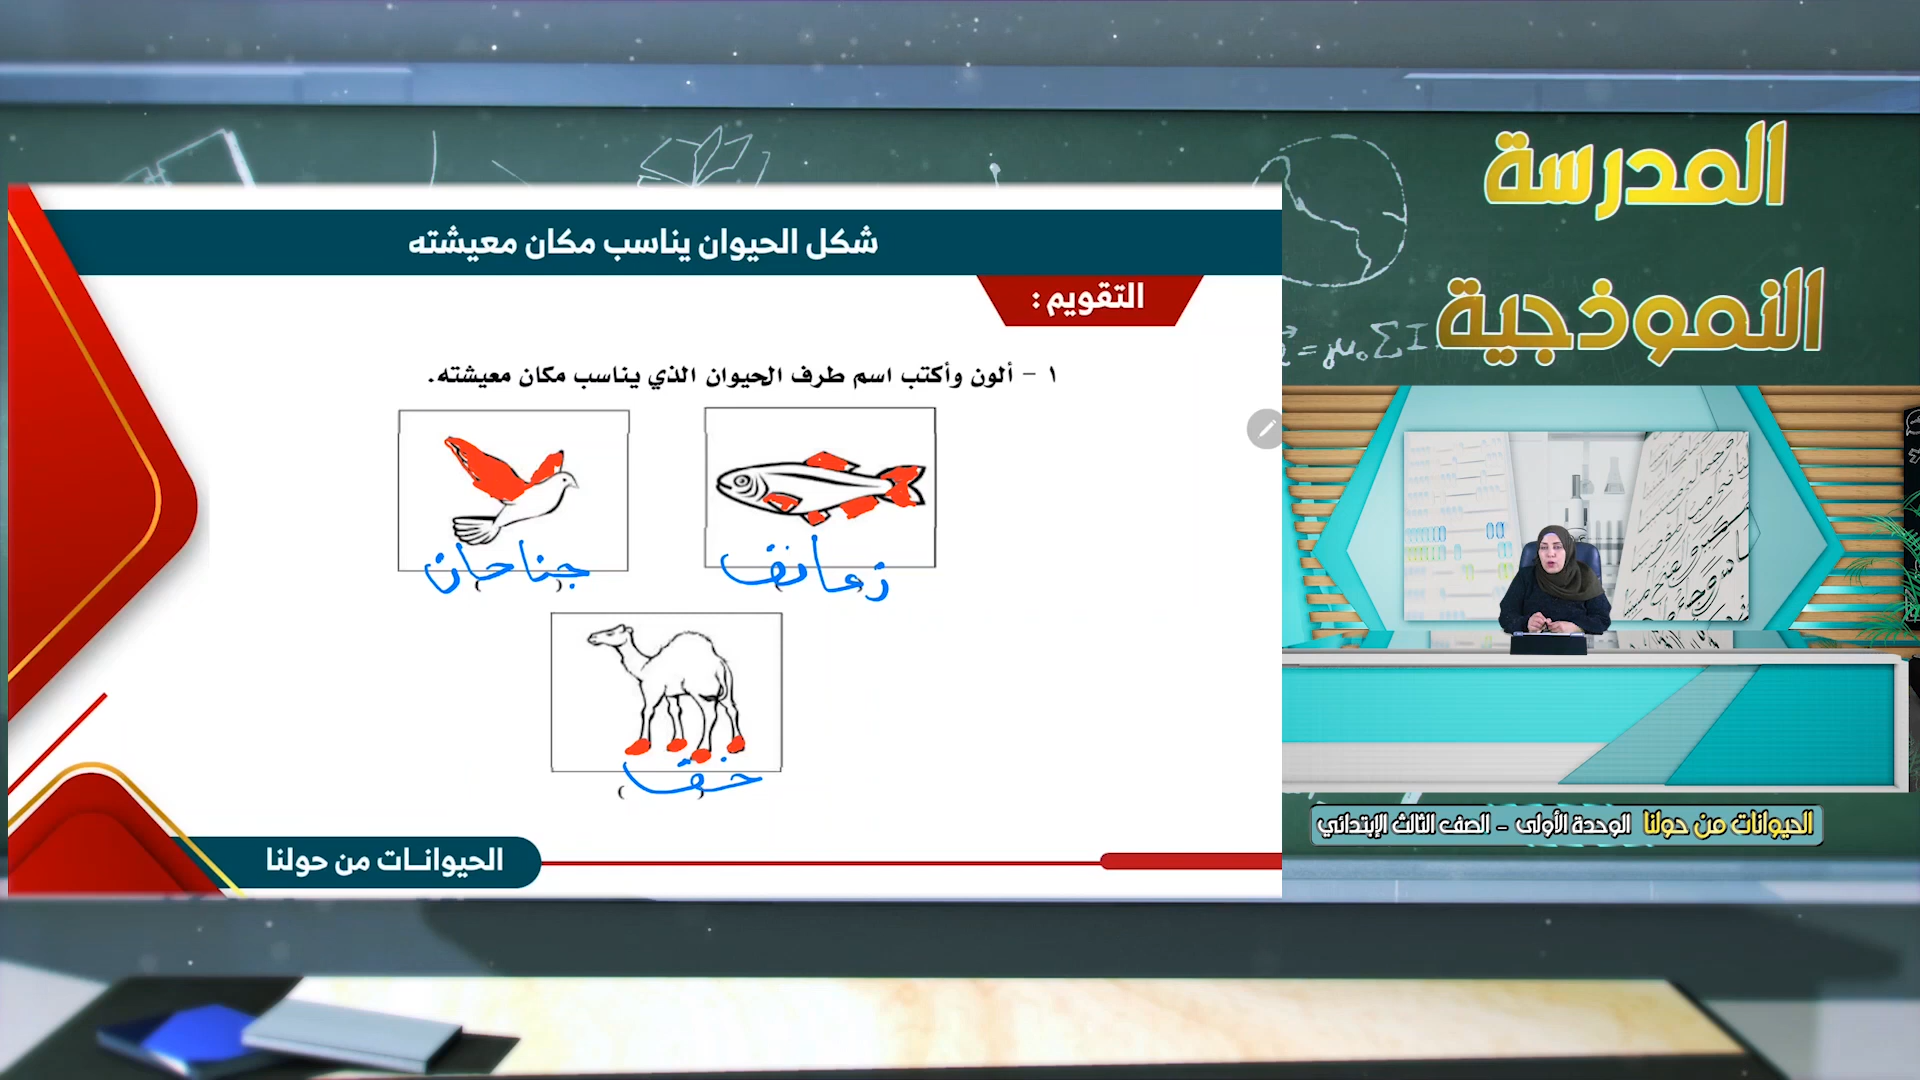 المدرسة
النموذجية
شكل الحيوان يناسب مكان معيشته
التقويم :
١ - ألون وأكتب اسم طرف الحيوان الذي يناسب مكان معيشته.
زعانف
جناحان
خف
الحيوانات من حولنا
الحيوانات من حولنا الوحدة الأولى - الصف الثالث الإبتدائي